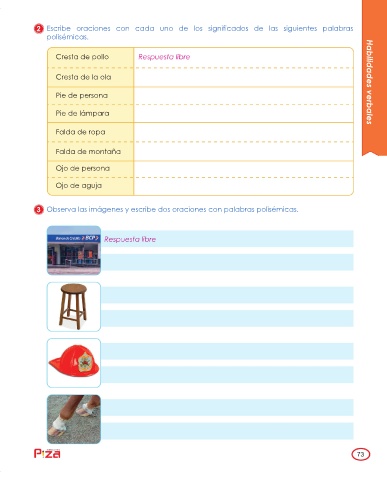 2 Escribe oraciones con cada uno de los significados de las siguientes palabras
polisémicas.
Cresta de pollo Respuesta libre
Cresta de la ola
Pie de persona
Pie de lámpara
Falda de ropa
Falda de montaña
Ojo de persona
Ojo de aguja
Habilidades verbales
3 Observa las imágenes y escribe dos oraciones con palabras polisémicas.
BCP
Respuesta libre
73